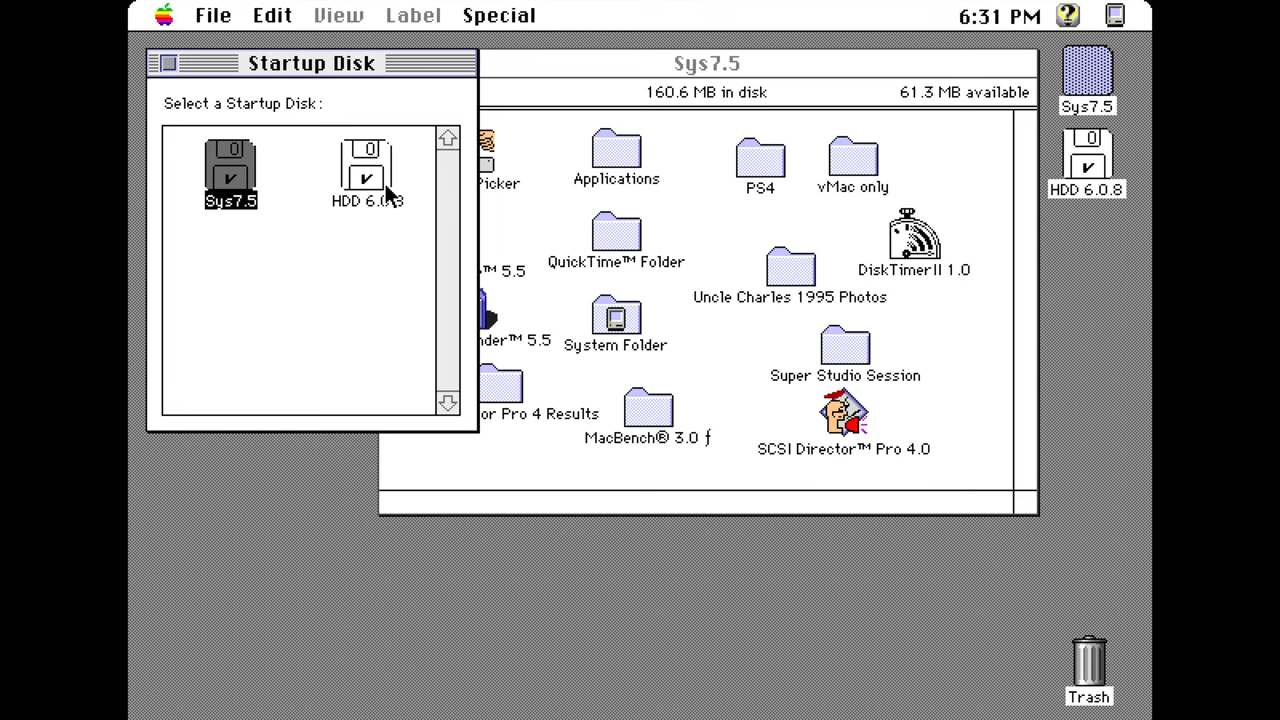 File Edit View Label Special 6:31 PM
Startup Disk
Select a Startup Disk:
Sys7.5
HDD 6.0.8
Sys7.5
160.6 MB in disk 61.3 MB available
Picker
Applications
PS4
vMac only
™ 5.5
QuickTime™ Folder
Uncle Charles 1995 Photos
DiskTimerII 1.0
nder™ 5.5
System Folder
Super Studio Session
or Pro 4 Results
MacBench® 3.0 ƒ
SCSI Director™ Pro 4.0
Sys7.5
HDD 6.0.8
Trash